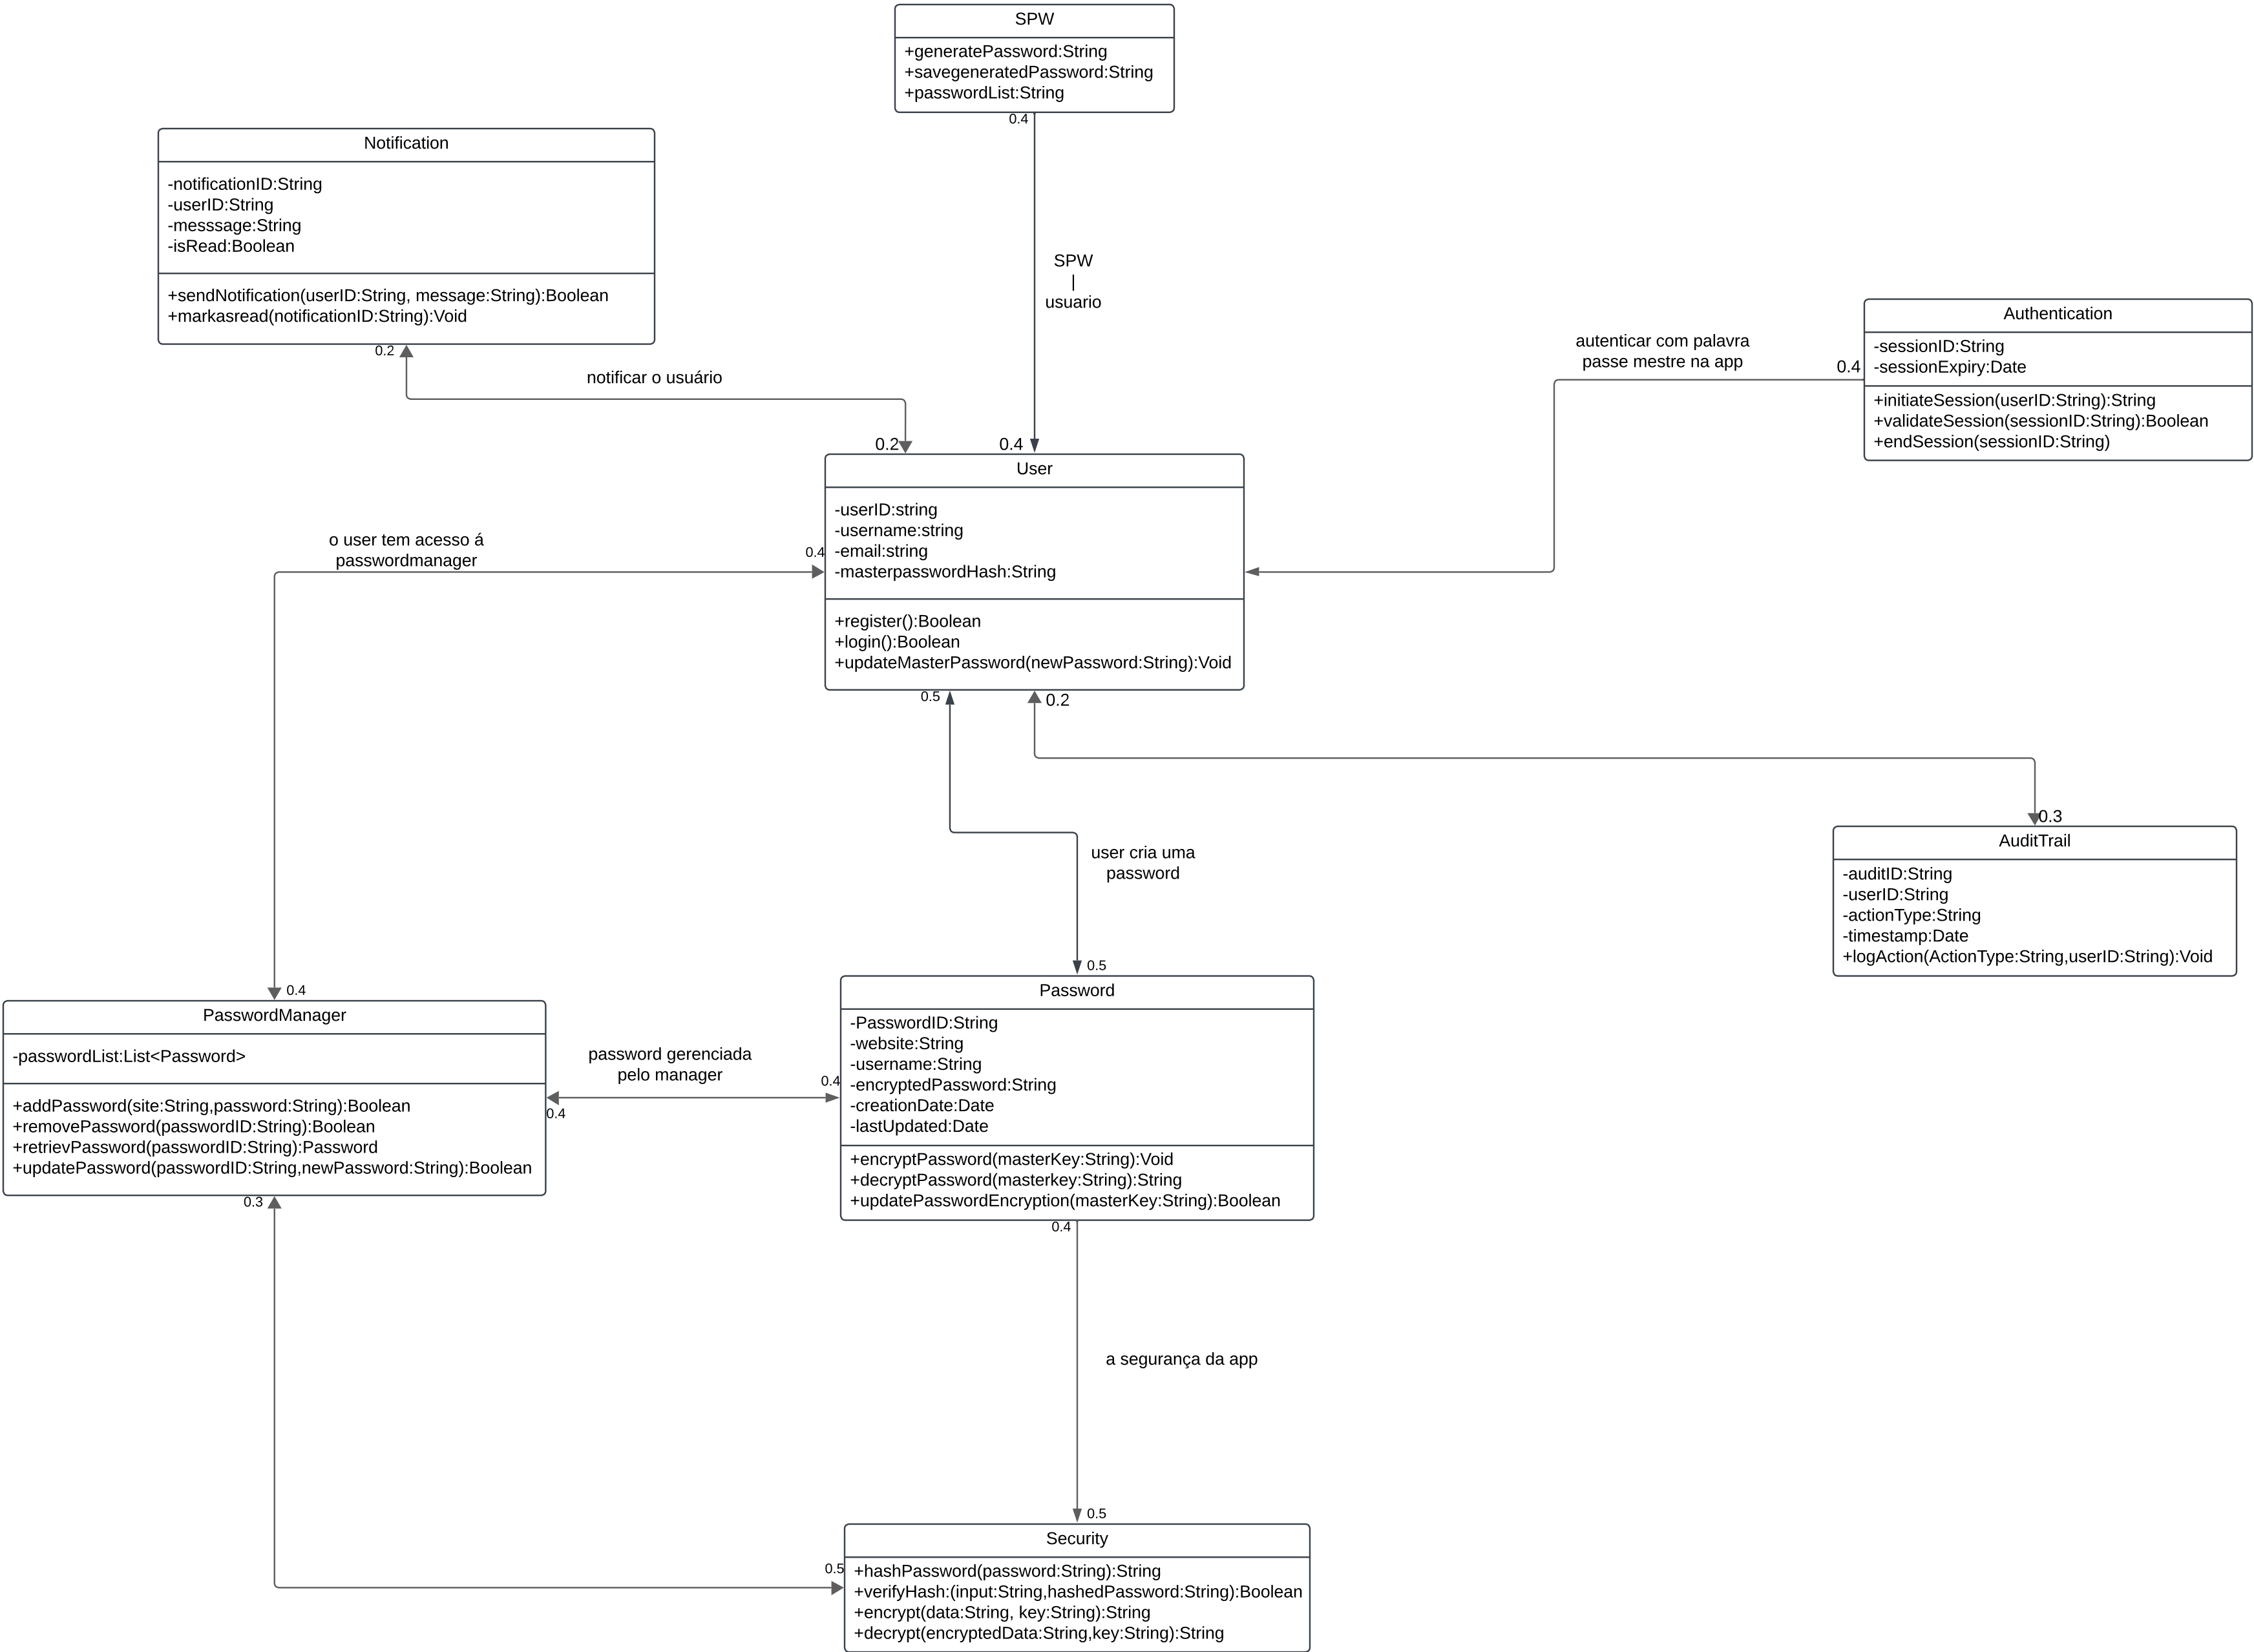 SPW
+generatePassword:String
+savegeneratedPassword:String
+passwordList:String
0.4
Notification
-notificationID:String
-userID:String
-messsage:String
-isRead:Boolean
+sendNotification(userID:String, message:String):Boolean
+markasread(notificationID:String):Void
0.2
notificar o usuário
0.2
SPW
|
usuario
0.4
autenticar com palavra
passe mestre na app
0.4
Authentication
-sessionID:String
-sessionExpiry:Date
+initiateSession(userID:String):String
+validateSession(sessionID:String):Boolean
+endSession(sessionID:String)
User
-userID:string
-username:string
-email:string
-masterpasswordHash:String
+register():Boolean
+login():Boolean
+updateMasterPassword(newPassword:String):Void
o user tem acesso á
passwordmanager
0.4
0.5
0.2
0.3
AuditTrail
-auditID:String
-userID:String
-actionType:String
-timestamp:Date
+logAction(ActionType:String,userID:String):Void
user cria uma
password
0.5
0.4
PasswordManager
-passwordList:List<Password>
+addPassword(site:String,password:String):Boolean
+removePassword(passwordID:String):Boolean
+retrievPassword(passwordID:String):Password
+updatePassword(passwordID:String,newPassword:String):Boolean
password gerenciada
pelo manager
0.4
0.4
Password
-PasswordID:String
-website:String
-username:String
-encryptedPassword:String
-creationDate:Date
-lastUpdated:Date
+encryptPassword(masterKey:String):Void
+decryptPassword(masterkey:String):String
+updatePasswordEncryption(masterKey:String):Boolean
0.3
0.4
a segurança da app
0.5
0.5
Security
+hashPassword(password:String):String
+verifyHash:(input:String,hashedPassword:String):Boolean
+encrypt(data:String, key:String):String
+decrypt(encryptedData:String,key:String):String